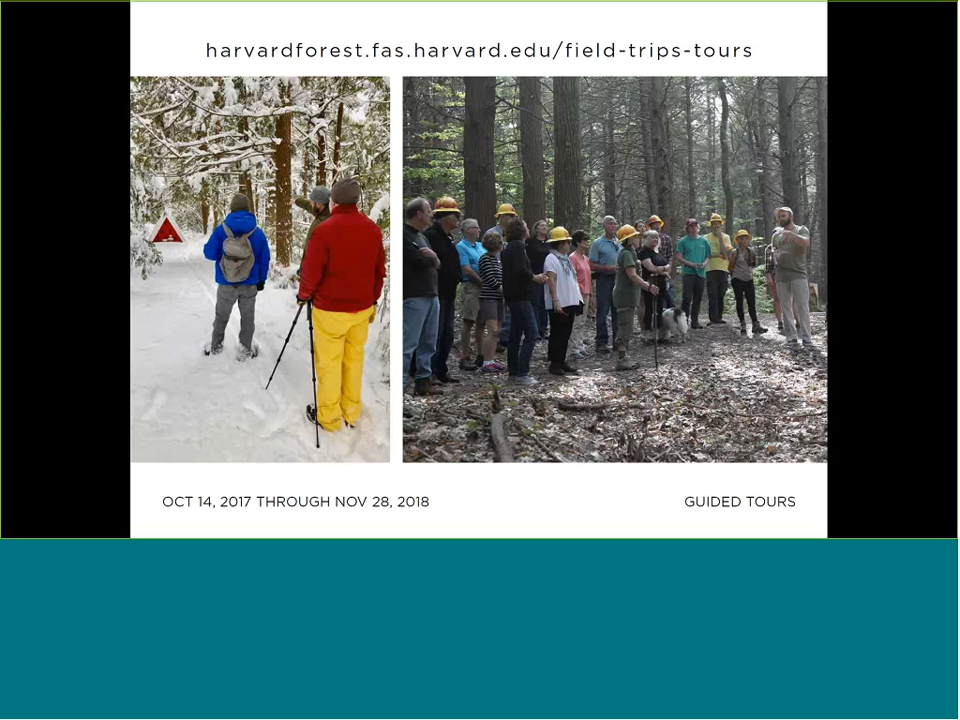 harvardforest.fas.harvard.edu/field-trips-tours
OCT 14, 2017 THROUGH NOV 28, 2018
GUIDED TOURS